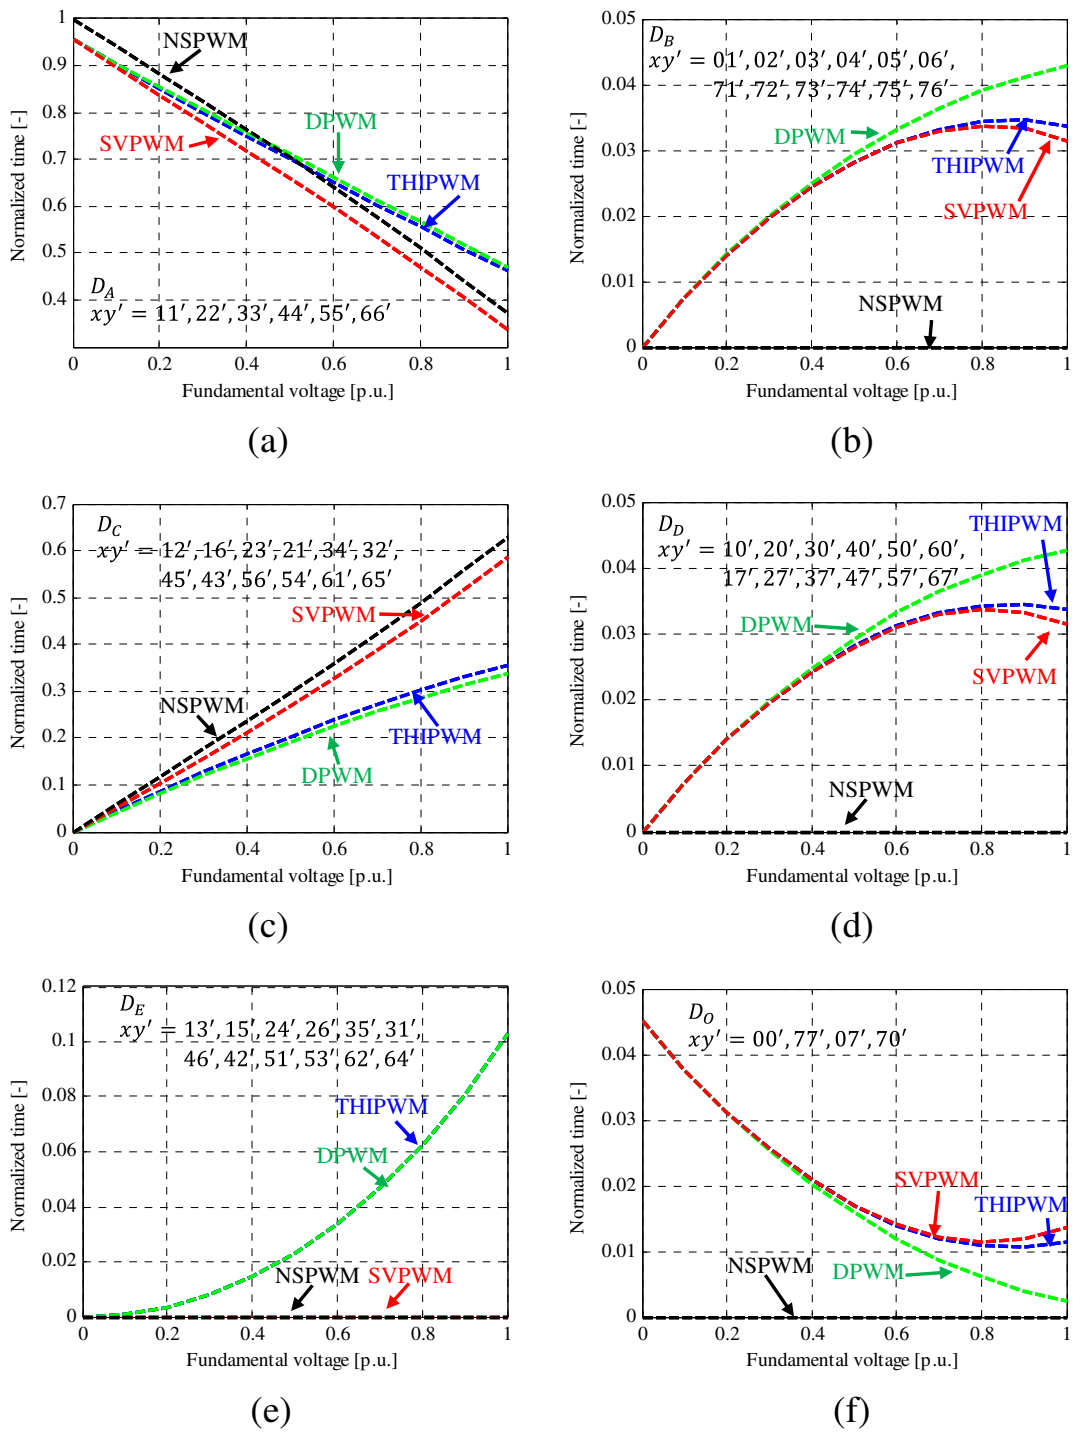 1
0.9
0.8
0.7
0.6
0.5
0.4
0 0.2 0.4 0.6 0.8 1
Normalized time [-]
Fundamental voltage [p.u.]
NSPWM
DPWM
SVPWM
THIPWM
D_A
xy′ = 11′, 22′, 33′, 44′, 55′, 66′
(a)
0.05
0.04
0.03
0.02
0.01
0
0 0.2 0.4 0.6 0.8 1
Normalized time [-]
Fundamental voltage [p.u.]
D_B
xy′ = 01′, 02′, 03′, 04′, 05′, 06′,
71′, 72′, 73′, 74′, 75′, 76′
DPWM
THIPWM
SVPWM
NSPWM
(b)
0.7
0.6
0.5
0.4
0.3
0.2
0.1
0
0 0.2 0.4 0.6 0.8 1
Normalized time [-]
Fundamental voltage [p.u.]
D_C
xy′ = 12′, 16′, 23′, 21′, 34′, 32′,
45′, 43′, 56′, 54′, 61′, 65′
SVPWM
NSPWM
THIPWM
DPWM
(c)
0.05
0.04
0.03
0.02
0.01
0
0 0.2 0.4 0.6 0.8 1
Normalized time [-]
Fundamental voltage [p.u.]
D_D
xy′ = 10′, 20′, 30′, 40′, 50′, 60′,
17′, 27′, 37′, 47′, 57′, 67′
THIPWM
DPWM
SVPWM
NSPWM
(d)
0.12
0.1
0.08
0.06
0.04
0.02
0
0 0.2 0.4 0.6 0.8 1
Normalized time [-]
Fundamental voltage [p.u.]
D_E
xy′ = 13′, 15′, 24′, 26′, 35′, 31′,
46′, 42′, 51′, 53′, 62′, 64′
THIPWM
DPWM
NSPWM SVPWM
(e)
0.05
0.04
0.03
0.02
0.01
0
0 0.2 0.4 0.6 0.8 1
Normalized time [-]
Fundamental voltage [p.u.]
D_O
xy′ = 00′, 77′, 07′, 70′
SVPWM
THIPWM
NSPWM
DPWM
(f)